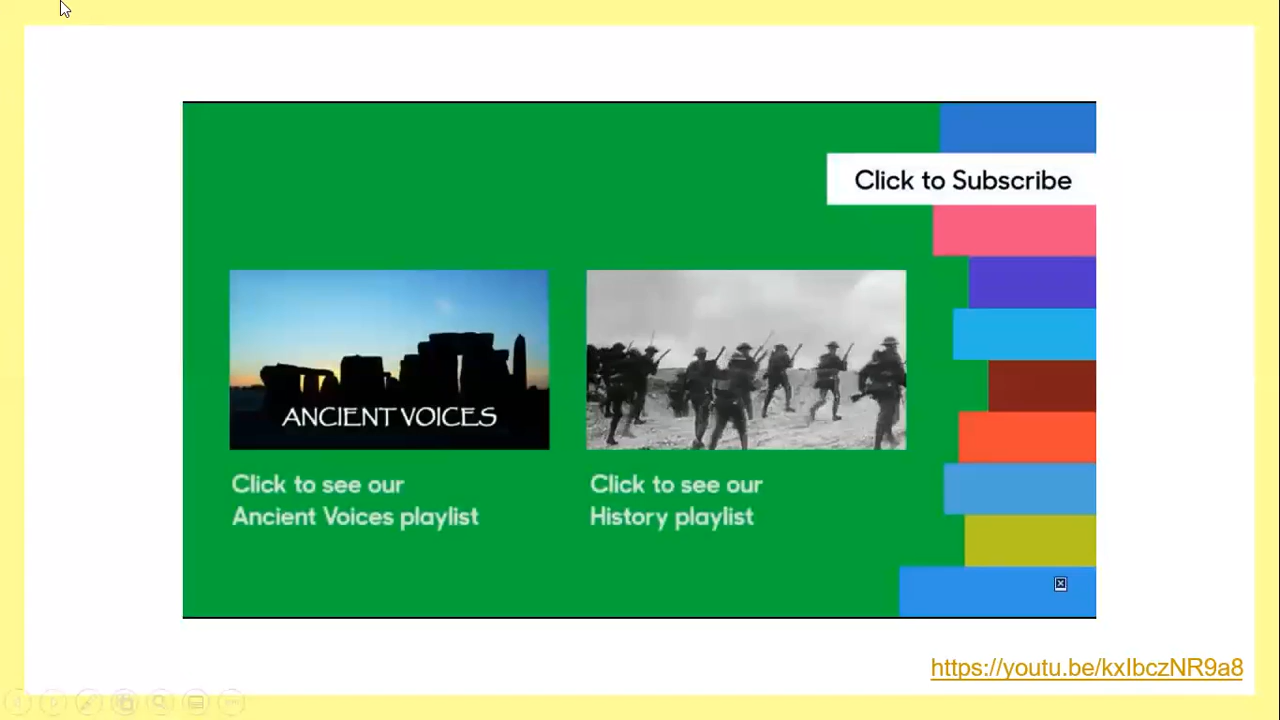 Click to Subscribe
ANCIENT VOICES
Click to see our
Ancient Voices playlist
Click to see our
History playlist
https://youtu.be/kxIbczNR9a8